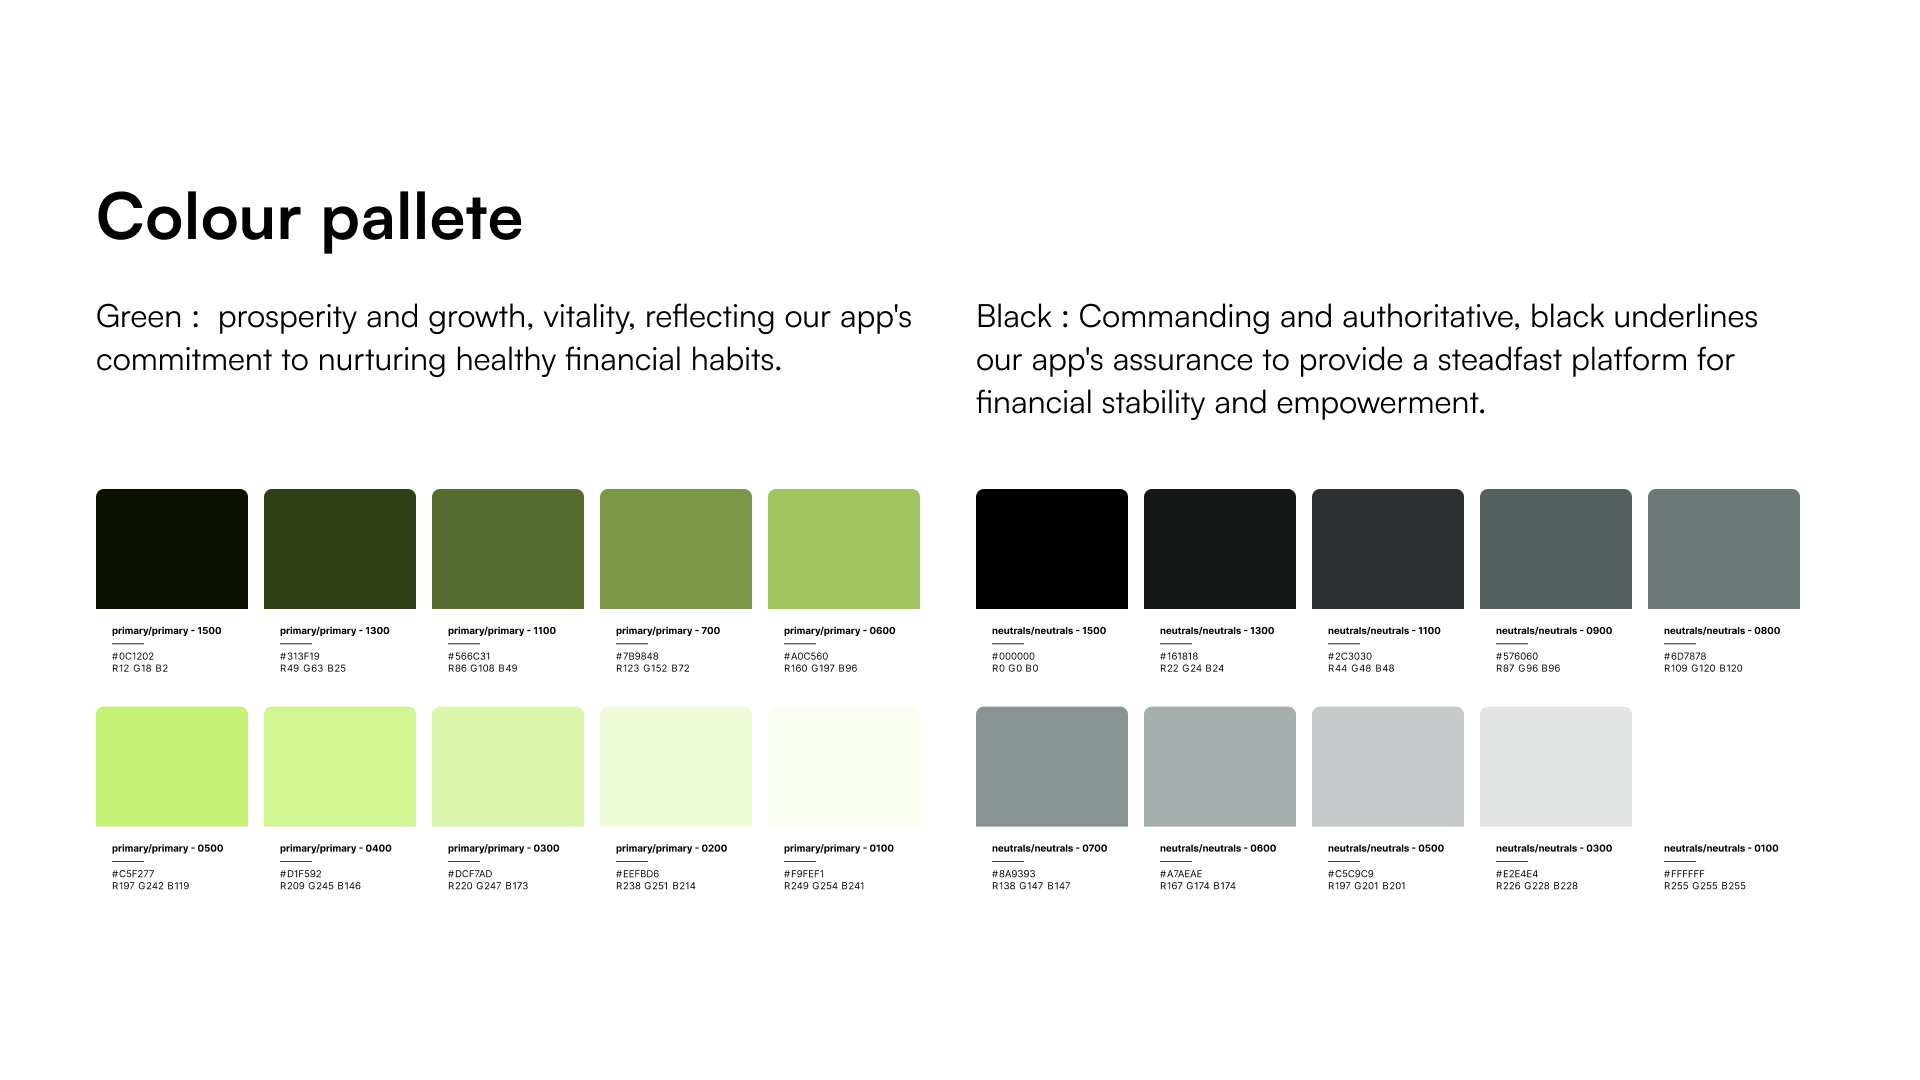 Colour pallete
Green :  prosperity and growth, vitality, reflecting our app's
commitment to nurturing healthy financial habits.
Black : Commanding and authoritative, black underlines
our app's assurance to provide a steadfast platform for
financial stability and empowerment.
primary/primary - 1500
#0C1202
R12 G18 B2
primary/primary - 1300
#313F19
R49 G63 B25
primary/primary - 1100
#566C31
R86 G108 B49
primary/primary - 700
#7B9848
R123 G152 B72
primary/primary - 0600
#A0C560
R160 G197 B96
neutrals/neutrals - 1500
#000000
R0 G0 B0
neutrals/neutrals - 1300
#161818
R22 G24 B24
neutrals/neutrals - 1100
#2C3030
R44 G48 B48
neutrals/neutrals - 0900
#576060
R87 G96 B96
neutrals/neutrals - 0800
#6D7878
R109 G120 B120
primary/primary - 0500
#C5F277
R197 G242 B119
primary/primary - 0400
#D1F592
R209 G245 B146
primary/primary - 0300
#DCF7AD
R220 G247 B173
primary/primary - 0200
#EEFBD6
R238 G251 B214
primary/primary - 0100
#F9FEF1
R249 G254 B241
neutrals/neutrals - 0700
#8A9393
R138 G147 B147
neutrals/neutrals - 0600
#A7AEAE
R167 G174 B174
neutrals/neutrals - 0500
#C5C9C9
R197 G201 B201
neutrals/neutrals - 0300
#E2E4E4
R226 G228 B228
neutrals/neutrals - 0100
#FFFFFF
R255 G255 B255